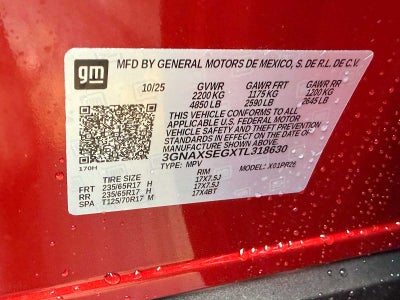 gm MFD BY GENERAL MOTORS DE MEXICO, S. DE R.L. DE C.V.
10/25 GVWR GAWR FRT GAWR RR
2200 KG 1175 KG 1200 KG
4850 LB 2590 LB 2645 LB
THIS VEHICLE CONFORMS TO ALL
APPLICABLE U.S. FEDERAL MOTOR
VEHICLE SAFETY AND THEFT PREVENTION
STANDARDS IN EFFECT ON THE DATE OF
MANUFACTURE SHOWN ABOVE.
3GNAXSEGXTL318630
170H TYPE: MPV MODEL: X01PR26
TIRE SIZE RIM
FRT 235/65R17 H 17X7.5J
RR 235/65R17 H 17X7.5J
SPA T125/70R17 M 17X4BT